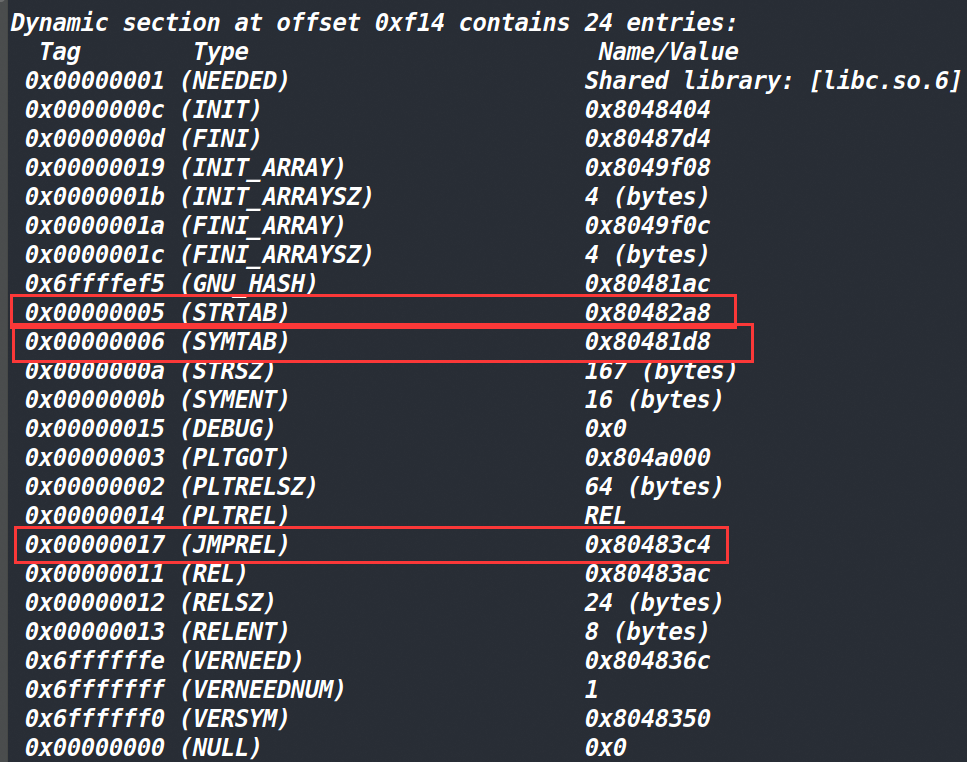 Dynamic section at offset 0xf14 contains 24 entries:
Tag Type Name/Value
0x00000001 (NEEDED) Shared library: [libc.so.6]
0x0000000c (INIT) 0x8048404
0x0000000d (FINI) 0x80487d4
0x00000019 (INIT_ARRAY) 0x8049f08
0x0000001b (INIT_ARRAYSZ) 4 (bytes)
0x0000001a (FINI_ARRAY) 0x8049f0c
0x0000001c (FINI_ARRAYSZ) 4 (bytes)
0x6ffffef5 (GNU_HASH) 0x80481ac
0x00000005 (STRTAB) 0x80482a8
0x00000006 (SYMTAB) 0x80481d8
0x0000000a (STRSZ) 167 (bytes)
0x0000000b (SYMENT) 16 (bytes)
0x00000015 (DEBUG) 0x0
0x00000003 (PLTGOT) 0x804a000
0x00000002 (PLTRELSZ) 64 (bytes)
0x00000014 (PLTREL) REL
0x00000017 (JMPREL) 0x80483c4
0x00000011 (REL) 0x80483ac
0x00000012 (RELSZ) 24 (bytes)
0x00000013 (RELENT) 8 (bytes)
0x6ffffffe (VERNEED) 0x804836c
0x6fffffff (VERNEEDNUM) 1
0x6ffffff0 (VERSYM) 0x8048350
0x00000000 (NULL) 0x0